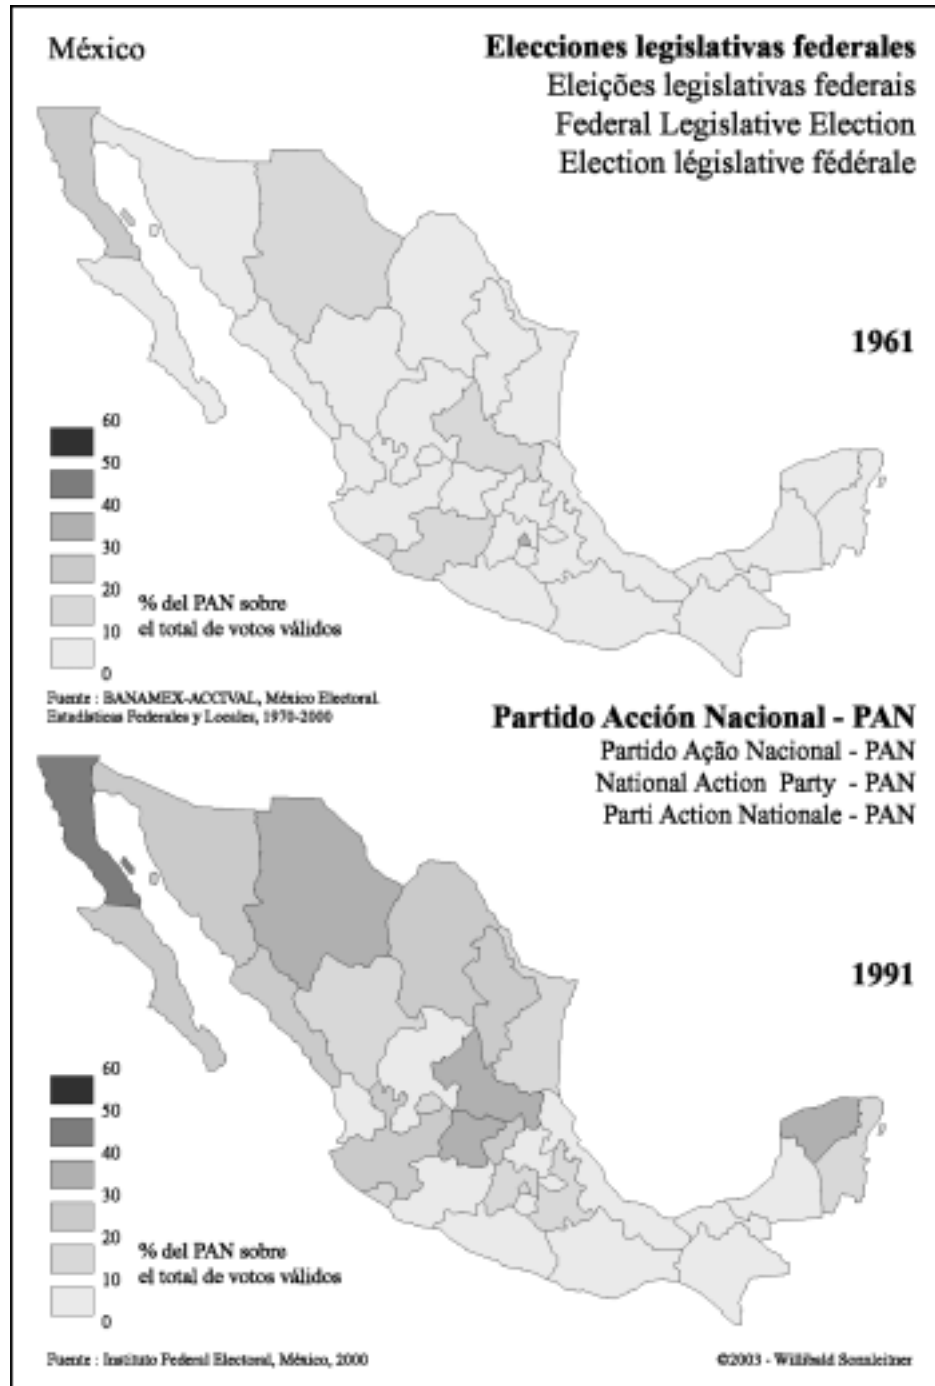 México
Elecciones legislativas federales
Eleições legislativas federais
Federal Legislative Election
Election législative fédérale
1961
60
50
40
30
20
10
0
% del PAN sobre
el total de votos válidos
Fuente : BANAMEX-ACCIVAL, México Electoral.
Estadísticas Federales y Locales, 1970-2000
Partido Acción Nacional - PAN
Partido Ação Nacional - PAN
National Action Party - PAN
Parti Action Nationale - PAN
1991
60
50
40
30
20
10
0
% del PAN sobre
el total de votos válidos
Fuente : Instituto Federal Electoral, México, 2000
©2003 - Willibald Sonnleitner